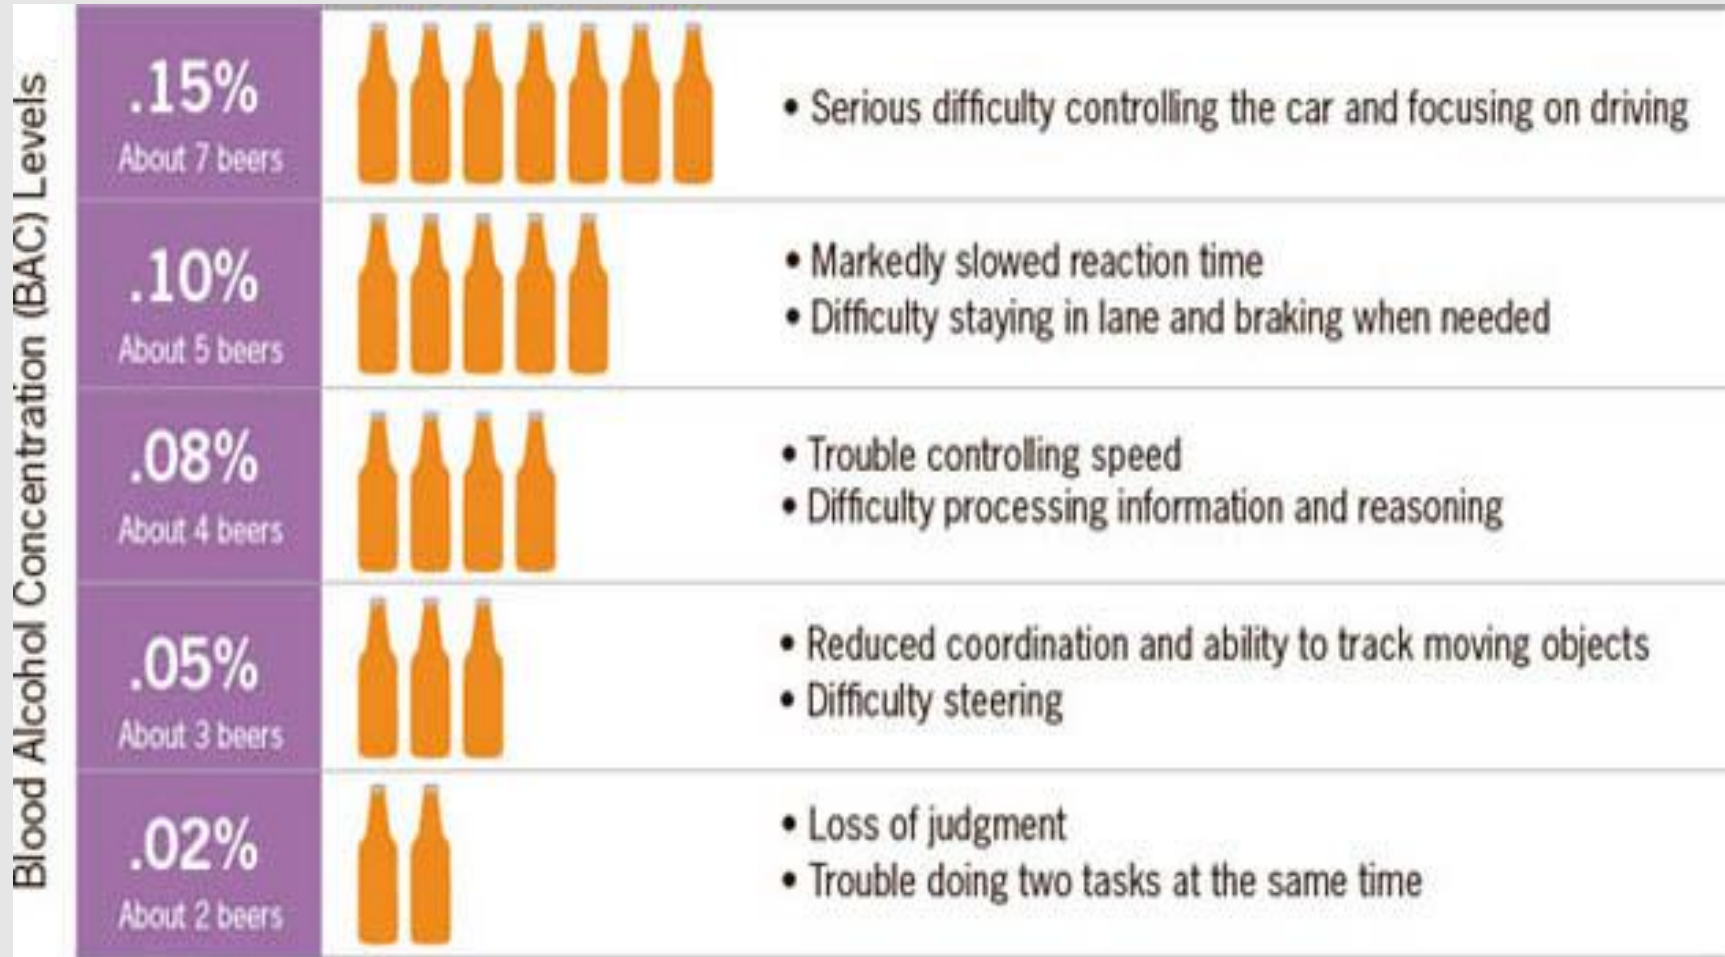 Blood Alcohol Concentration (BAC) Levels
.15%
About 7 beers
• Serious difficulty controlling the car and focusing on driving
.10%
About 5 beers
• Markedly slowed reaction time
• Difficulty staying in lane and braking when needed
.08%
About 4 beers
• Trouble controlling speed
• Difficulty processing information and reasoning
.05%
About 3 beers
• Reduced coordination and ability to track moving objects
• Difficulty steering
.02%
About 2 beers
• Loss of judgment
• Trouble doing two tasks at the same time